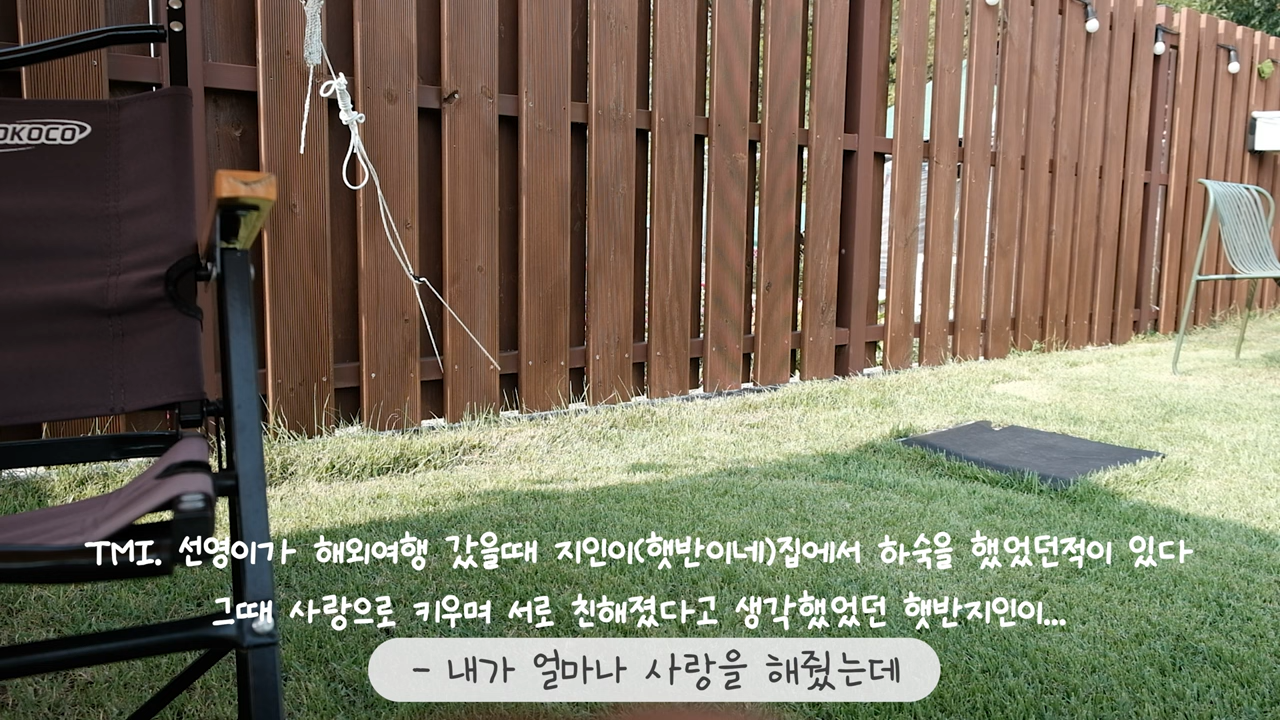 OKOCO
TMI. 선영이가 해외여행 갔을때 지인이(햇반이네)집에서 하숙을 했었던적이 있다
그때 사랑으로 키우며 서로 친해졌다고 생각했었던 햇반지인이...
- 내가 얼마나 사랑을 해줬는데